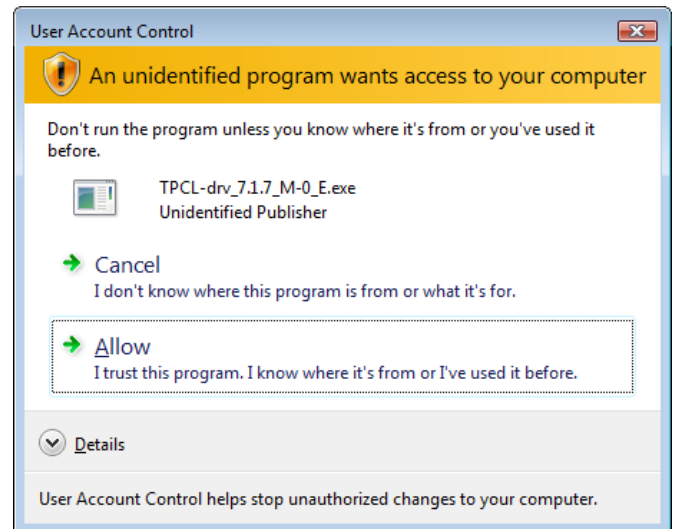 User Account Control
An unidentified program wants access to your computer
Don't run the program unless you know where it's from or you've used it
before.
TPCL-drv_7.1.7_M-0_E.exe
Unidentified Publisher
Cancel
I don't know where this program is from or what it's for.
Allow
I trust this program. I know where it's from or I've used it before.
Details
User Account Control helps stop unauthorized changes to your computer.